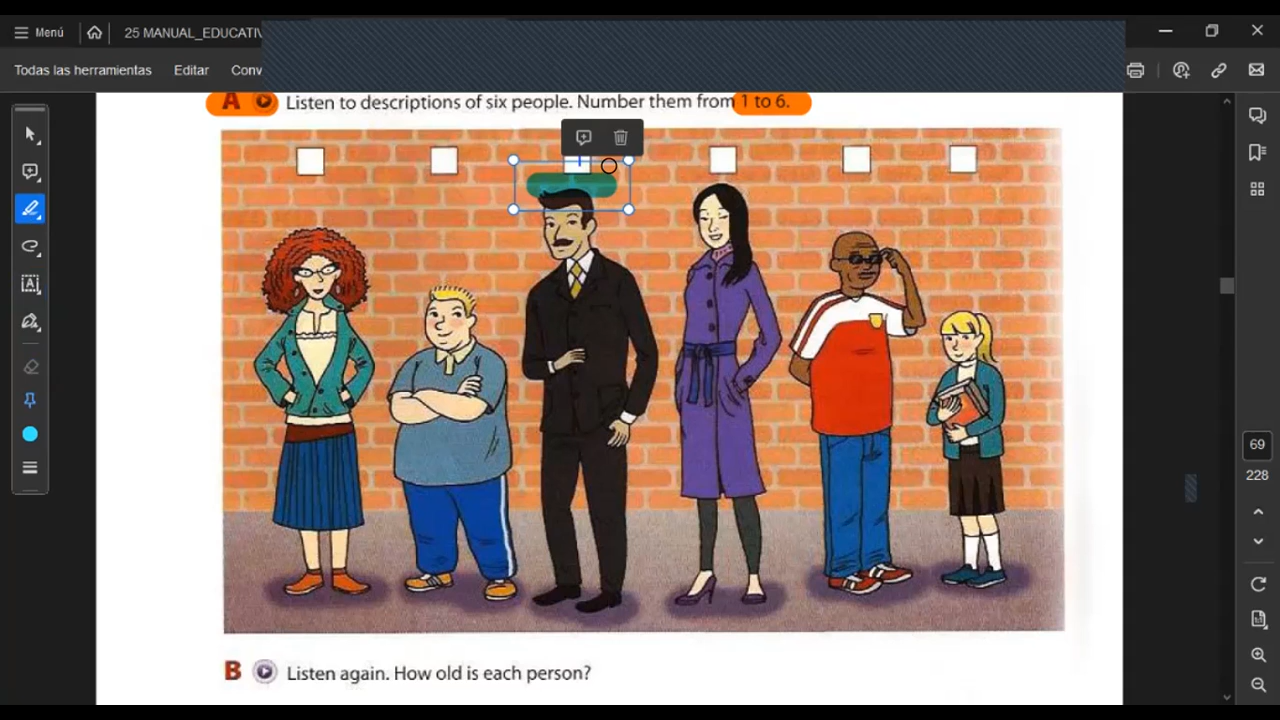 Menú
25 MANUAL_EDUCATIV
Todas las herramientas
Editar
Conv
A Listen to descriptions of six people. Number them from 1 to 6.
69
228
B Listen again. How old is each person?